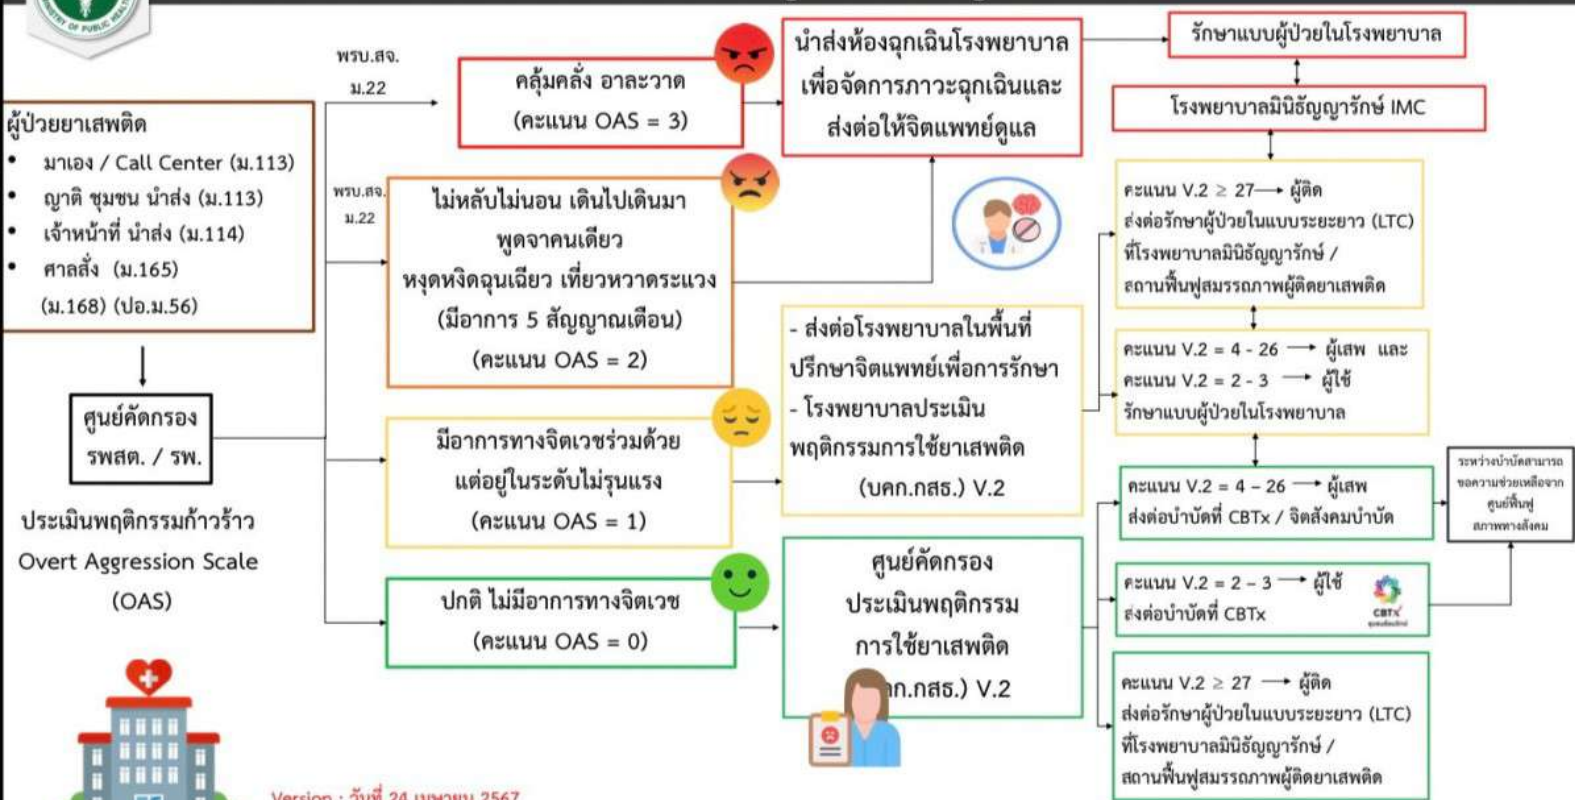 MINISTRY OF PUBLIC HEALTH
ผู้ป่วยยาเสพติด
• มาเอง / Call Center (ม.113)
• ญาติ ชุมชน นำส่ง (ม.113)
• เจ้าหน้าที่ นำส่ง (ม.114)
• ศาลสั่ง (ม.165)
(ม.168) (ปอ.ม.56)
ศูนย์คัดกรอง
รพสต. / รพ.
ประเมินพฤติกรรมก้าวร้าว
Overt Aggression Scale
(OAS)
พรบ.สจ.
ม.22
คลุ้มคลั่ง อาละวาด
(คะแนน OAS = 3)
พรบ.สจ.
ม.22
ไม่หลับไม่นอน เดินไปเดินมา
พูดจาคนเดียว
หงุดหงิดฉุนเฉียว เที่ยวหวาดระแวง
(มีอาการ 5 สัญญาณเตือน)
(คะแนน OAS = 2)
มีอาการทางจิตเวชร่วมด้วย
แต่อยู่ในระดับไม่รุนแรง
(คะแนน OAS = 1)
ปกติ ไม่มีอาการทางจิตเวช
(คะแนน OAS = 0)
นำส่งห้องฉุกเฉินโรงพยาบาล
เพื่อจัดการภาวะฉุกเฉินและ
ส่งต่อให้จิตแพทย์ดูแล
- ส่งต่อโรงพยาบาลในพื้นที่
ปรึกษาจิตแพทย์เพื่อการรักษา
- โรงพยาบาลประเมิน
พฤติกรรมการใช้ยาเสพติด
(บคก.กสธ.) V.2
ศูนย์คัดกรอง
ประเมินพฤติกรรม
การใช้ยาเสพติด
คก.กสธ.) V.2
รักษาแบบผู้ป่วยในโรงพยาบาล
โรงพยาบาลมินิธัญญารักษ์ IMC
คะแนน V.2 ≥ 27 → ผู้ติด
ส่งต่อรักษาผู้ป่วยในแบบระยะยาว (LTC)
ที่โรงพยาบาลมินิธัญญารักษ์ /
สถานฟื้นฟูสมรรถภาพผู้ติดยาเสพติด
คะแนน V.2 = 4 - 26 → ผู้เสพ และ
คะแนน V.2 = 2 - 3 → ผู้ใช้
รักษาแบบผู้ป่วยในโรงพยาบาล
คะแนน V.2 = 4 - 26 → ผู้เสพ
ส่งต่อบำบัดที่ CBTx / จิตสังคมบำบัด
คะแนน V.2 = 2 – 3 → ผู้ใช้
ส่งต่อบำบัดที่ CBTx
CBTx
คะแนน V.2 ≥ 27 → ผู้ติด
ส่งต่อรักษาผู้ป่วยในแบบระยะยาว (LTC)
ที่โรงพยาบาลมินิธัญญารักษ์ /
สถานฟื้นฟูสมรรถภาพผู้ติดยาเสพติด
ระหว่างบำบัดสามารถ
ขอความช่วยเหลือจาก
ศูนย์ฟื้นฟู
สภาพทางสังคม
Version : วันที่ 24 เมษายน 2567